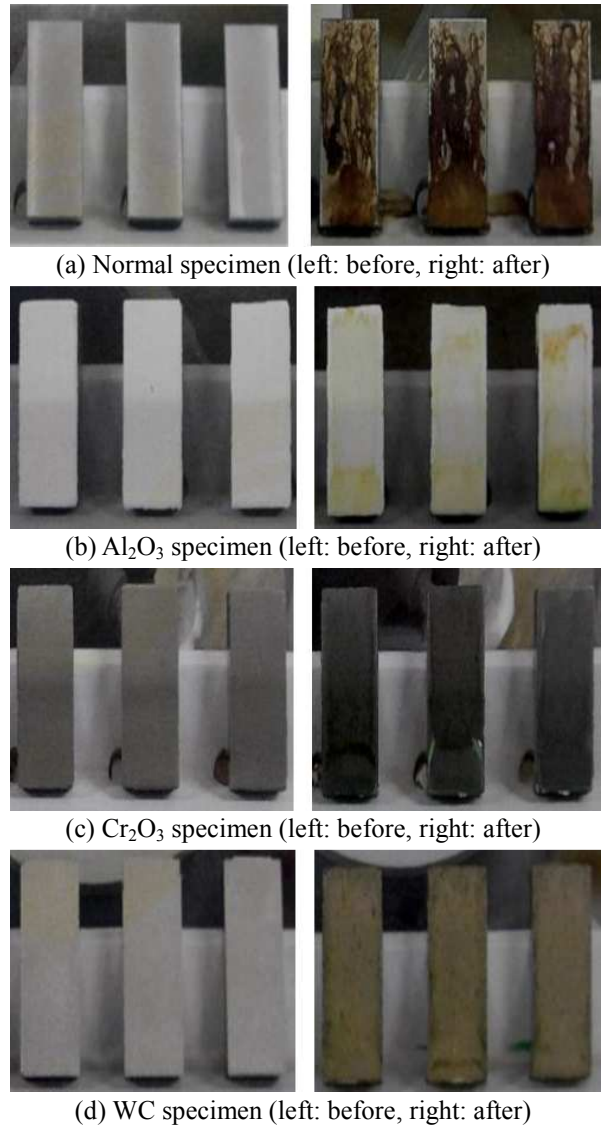 (a) Normal specimen (left: before, right: after)
(b) Al₂O₃ specimen (left: before, right: after)
(c) Cr₂O₃ specimen (left: before, right: after)
(d) WC specimen (left: before, right: after)